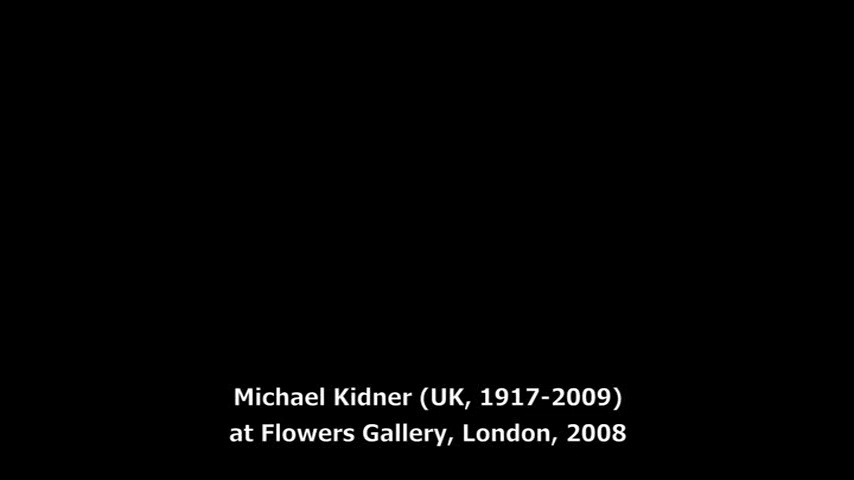 Michael Kidner (UK, 1917-2009)
at Flowers Gallery, London, 2008